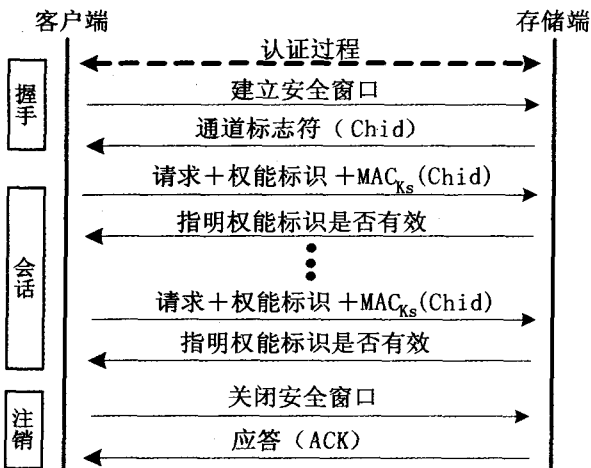 客户端
存储端
认证过程
握手
建立安全窗口
通道标志符（Chid）
请求＋权能标识＋MAC_Ks(Chid)
指明权能标识是否有效
会话
请求＋权能标识＋MAC_Ks(Chid)
指明权能标识是否有效
注销
关闭安全窗口
应答（ACK）